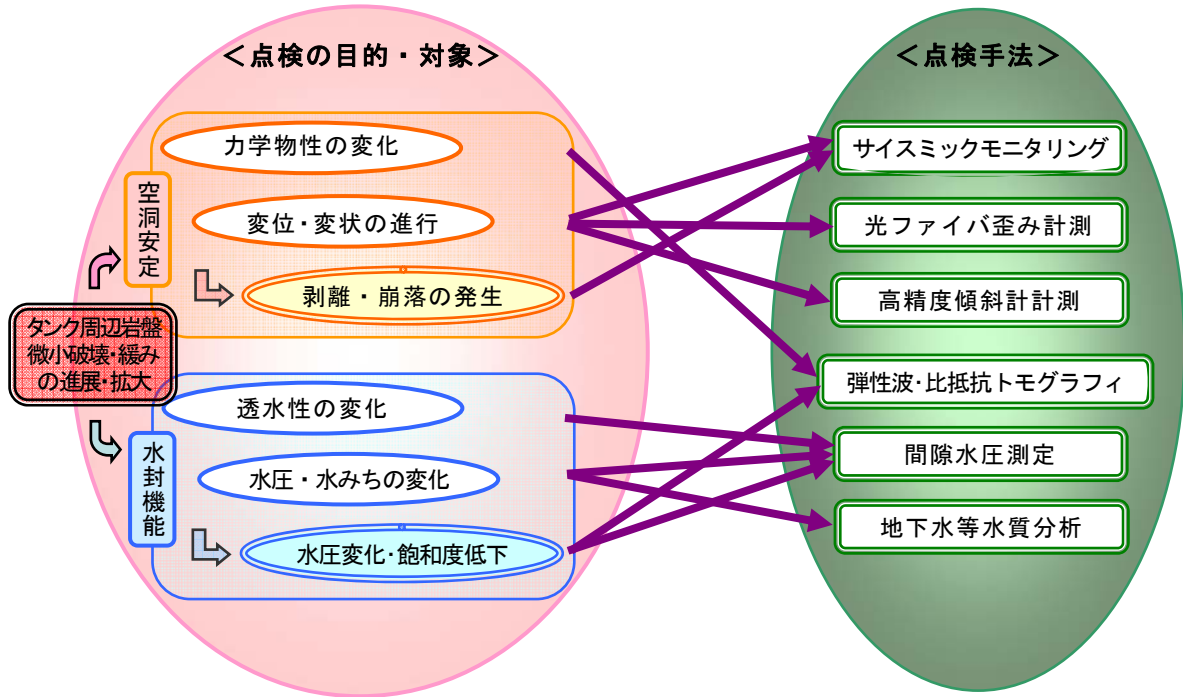 ＜点検の目的・対象＞
力学物性の変化
空洞安定
変位・変状の進行
剥離・崩落の発生
タンク周辺岩盤
微小破壊・緩み
の進展・拡大
透水性の変化
水封機能
水圧・水みちの変化
水圧変化・飽和度低下
＜点検手法＞
サイスミックモニタリング
光ファイバ歪み計測
高精度傾斜計計測
弾性波・比抵抗トモグラフィ
間隙水圧測定
地下水等水質分析